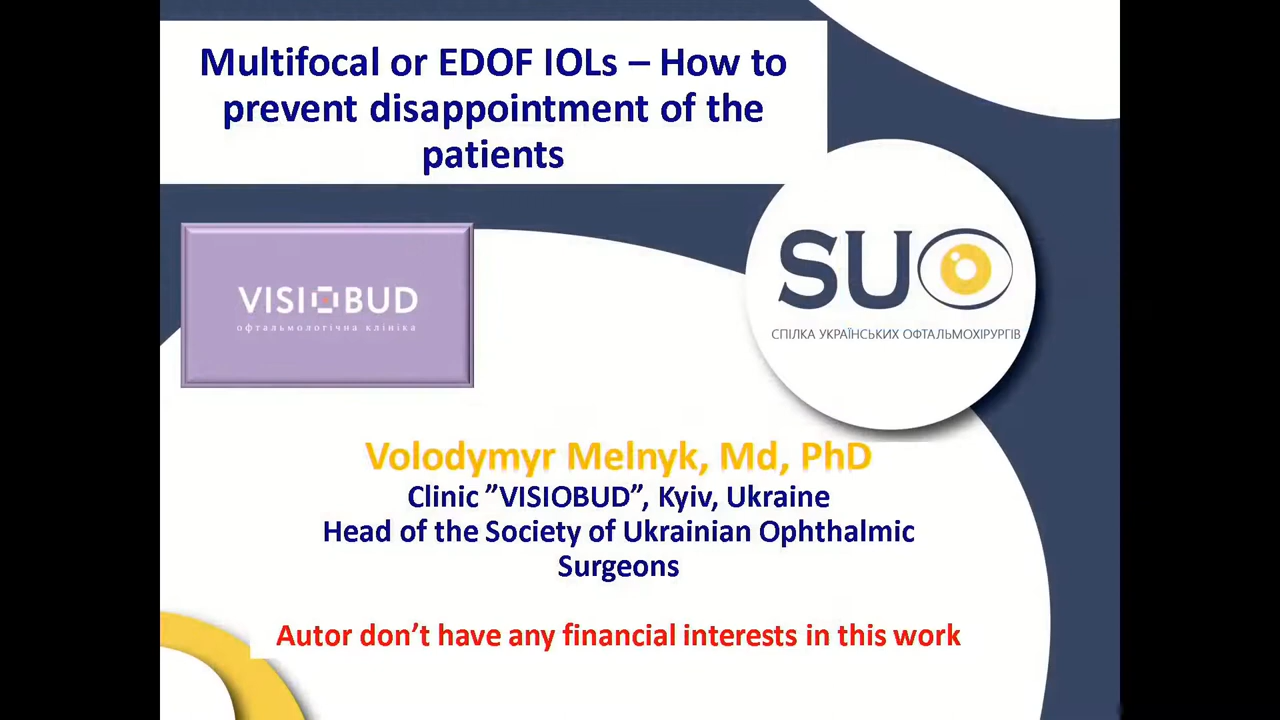 Multifocal or EDOF IOLs – How to
prevent disappointment of the
patients
VISIOBUD
офтальмологічна клініка
SUO
СПІЛКА УКРАЇНСЬКИХ ОФТАЛЬМОХІРУРГІВ
Volodymyr Melnyk, Md, PhD
Clinic ”VISIOBUD”, Kyiv, Ukraine
Head of the Society of Ukrainian Ophthalmic
Surgeons
Autor don’t have any financial interests in this work